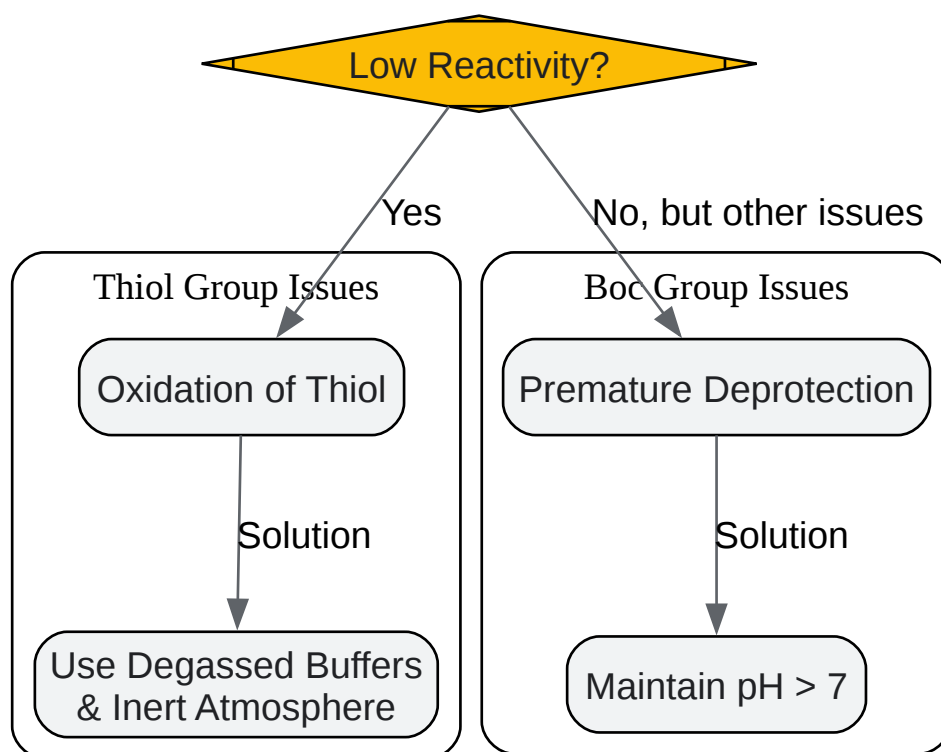 Low Reactivity?
Yes
No, but other issues
Thiol Group Issues
Boc Group Issues
Oxidation of Thiol
Premature Deprotection
Solution
Solution
Use Degassed Buffers
& Inert Atmosphere
Maintain pH > 7